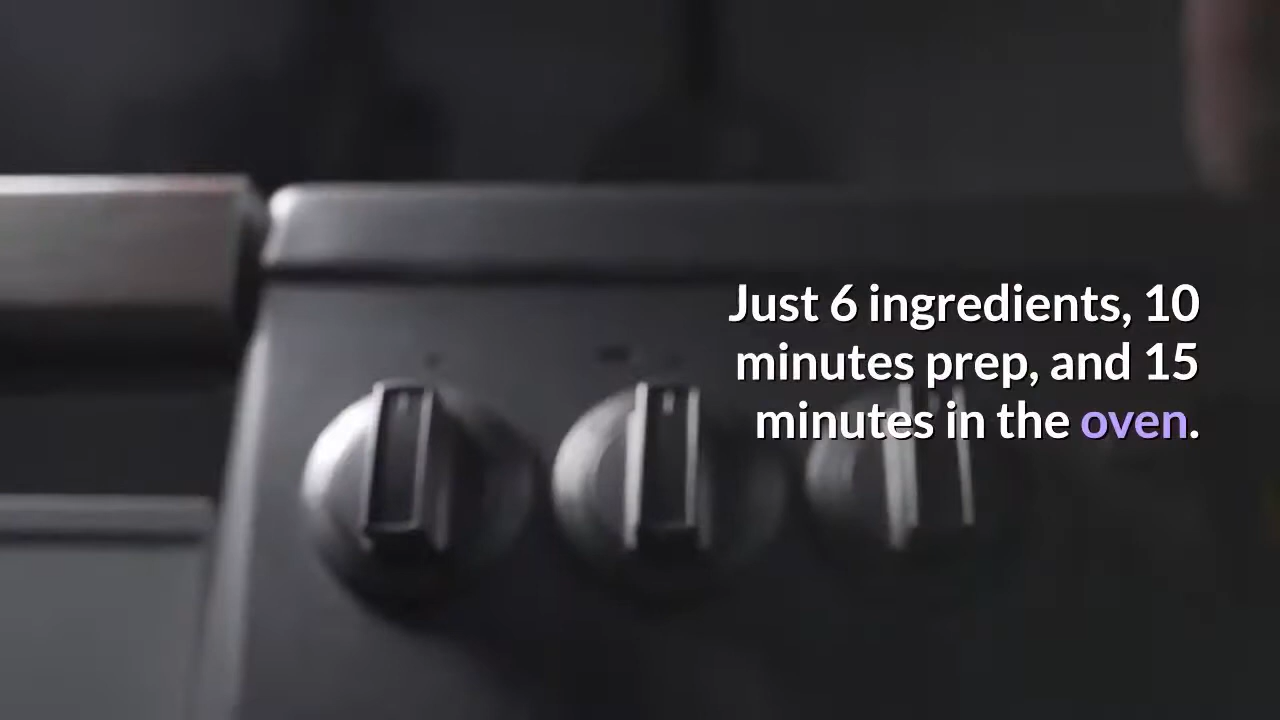 Just 6 ingredients, 10
minutes prep, and 15
minutes in the oven.